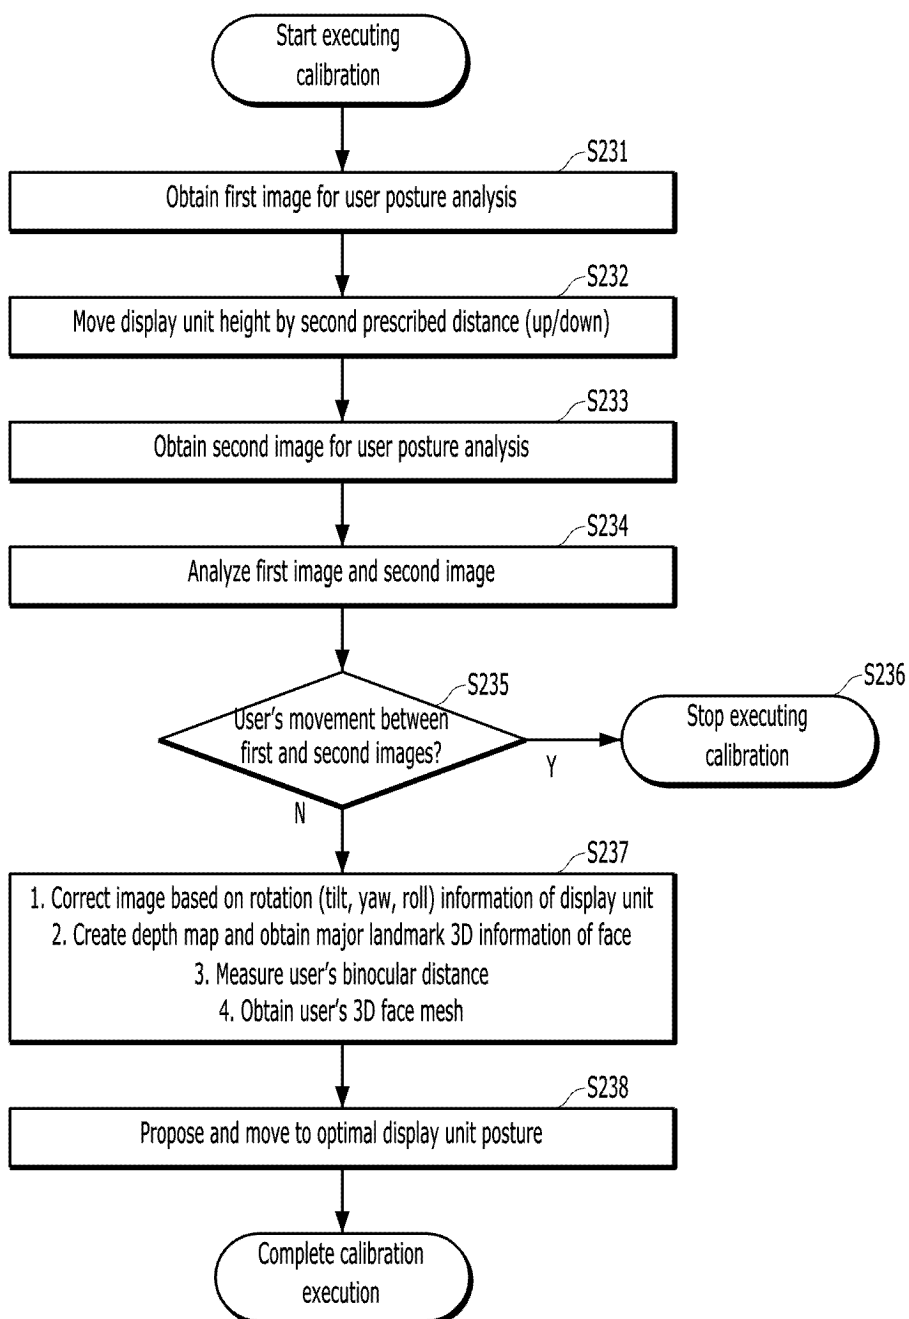 Start executing
calibration
S231
Obtain first image for user posture analysis
S232
Move display unit height by second prescribed distance (up/down)
S233
Obtain second image for user posture analysis
S234
Analyze first image and second image
S235
User's movement between
first and second images?
Y
S236
Stop executing
calibration
N
S237
1. Correct image based on rotation (tilt, yaw, roll) information of display unit
2. Create depth map and obtain major landmark 3D information of face
3. Measure user's binocular distance
4. Obtain user's 3D face mesh
S238
Propose and move to optimal display unit posture
Complete calibration
execution